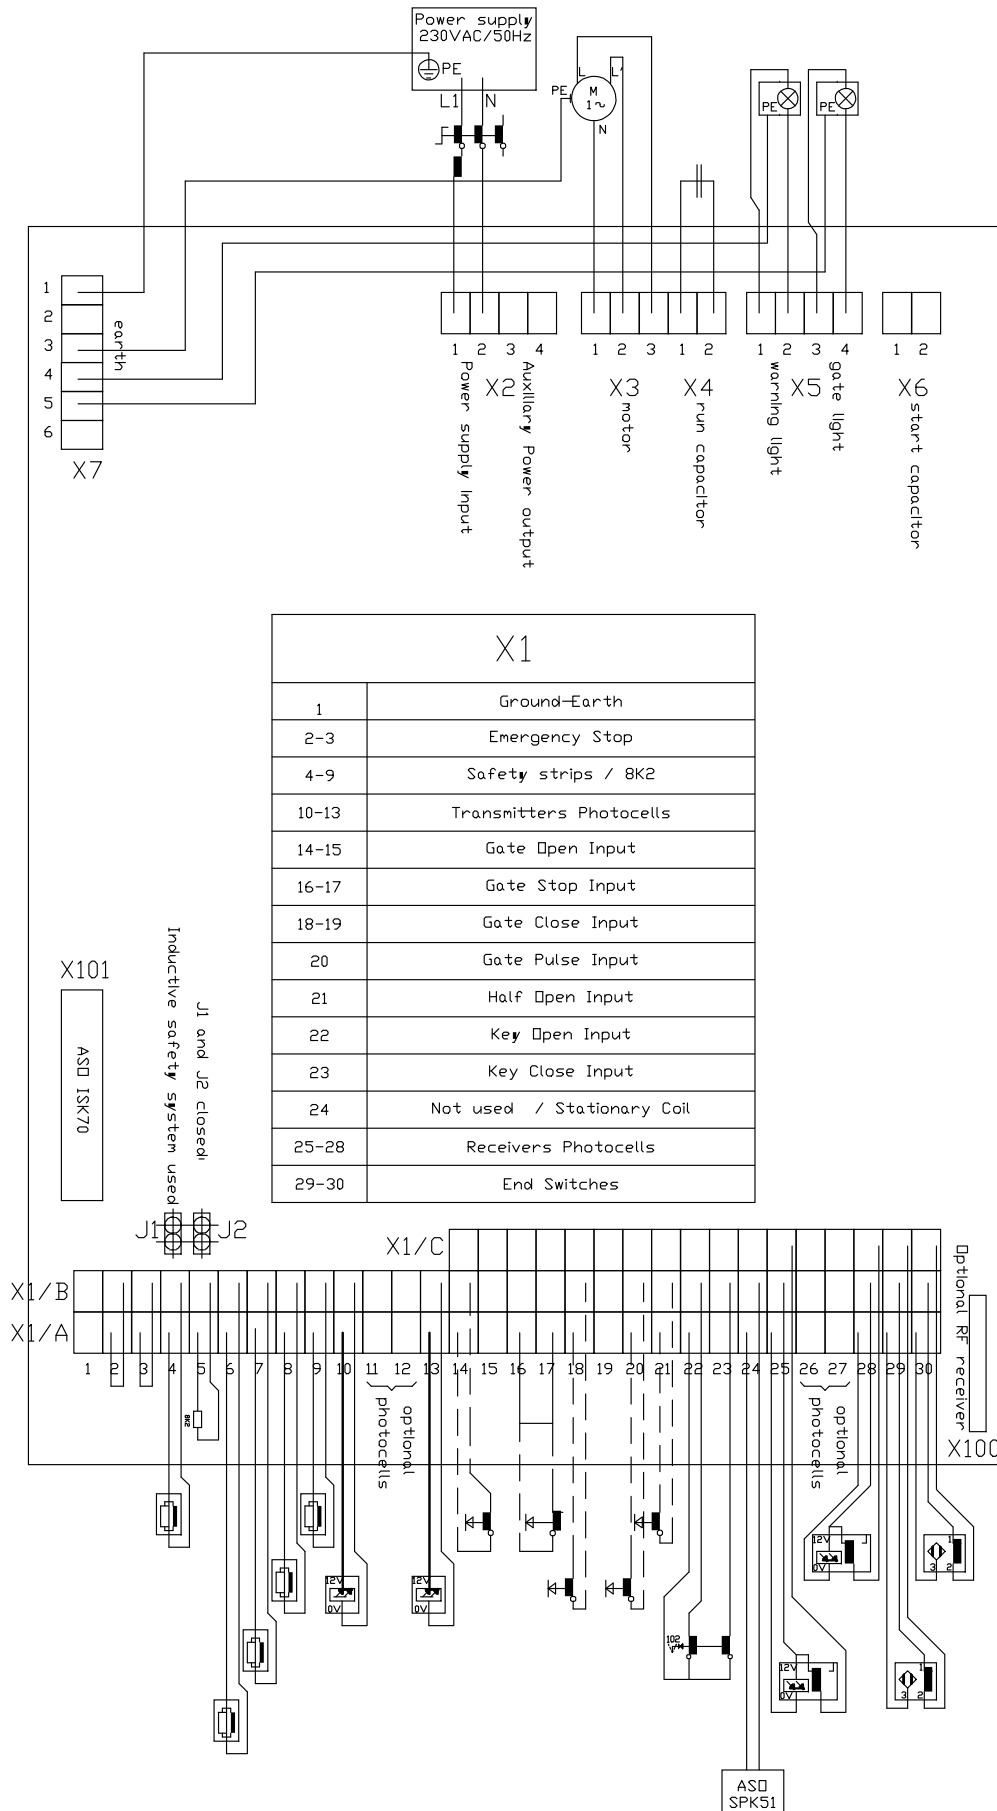 Power supply
230VAC/50Hz
PE
L1 N
PE
L L'
M
1~
N
PE
PE
1
2
3
4
5
6
earth
X7
1 2 3 4
X2
Power supply Input
Auxiliary Power output
1 2 3
X3
motor
1 2
X4
run capacitor
1 2 3 4
X5
warning light
gate light
1 2
X6
start capacitor
X1
1 Ground-Earth
2-3 Emergency Stop
4-9 Safety strips / 8K2
10-13 Transmitters Photocells
14-15 Gate Open Input
16-17 Gate Stop Input
18-19 Gate Close Input
20 Gate Pulse Input
21 Half Open Input
22 Key Open Input
23 Key Close Input
24 Not used / Stationary Coil
25-28 Receivers Photocells
29-30 End Switches
X101
ASO ISK70
Inductive safety system used
J1 and J2 closed!
J1 J2
X1/C
X1/B
X1/A
1 2 3 4 5 6 7 8 9 10 11 12 13 14 15 16 17 18 19 20 21 22 23 24 25 26 27 28 29 30
Optional RF receiver
X100
optional
photocells
optional
photocells
8K2
12V
0V
12V
0V
102
12V
0V
12V
0V
1
3 2
1
3 2
ASO
SPK51